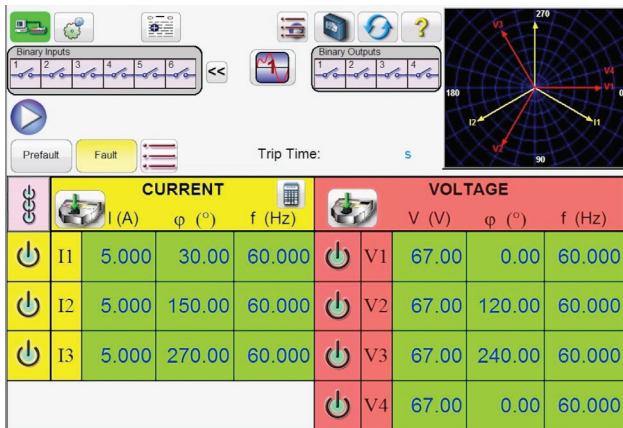 ?
Binary Inputs
1 2 3 4 5 6
<<
Binary Outputs
1 2 3 4
270
V3
180
V4
V1
0
I2
I1
V2
90
Prefault
Fault
Trip Time:
s
CURRENT
VOLTAGE
I (A) φ (°) f (Hz)
V (V) φ (°) f (Hz)
I1 5.000 30.00 60.000 V1 67.00 0.00 60.000
I2 5.000 150.00 60.000 V2 67.00 120.00 60.000
I3 5.000 270.00 60.000 V3 67.00 240.00 60.000
V4 67.00 0.00 60.000